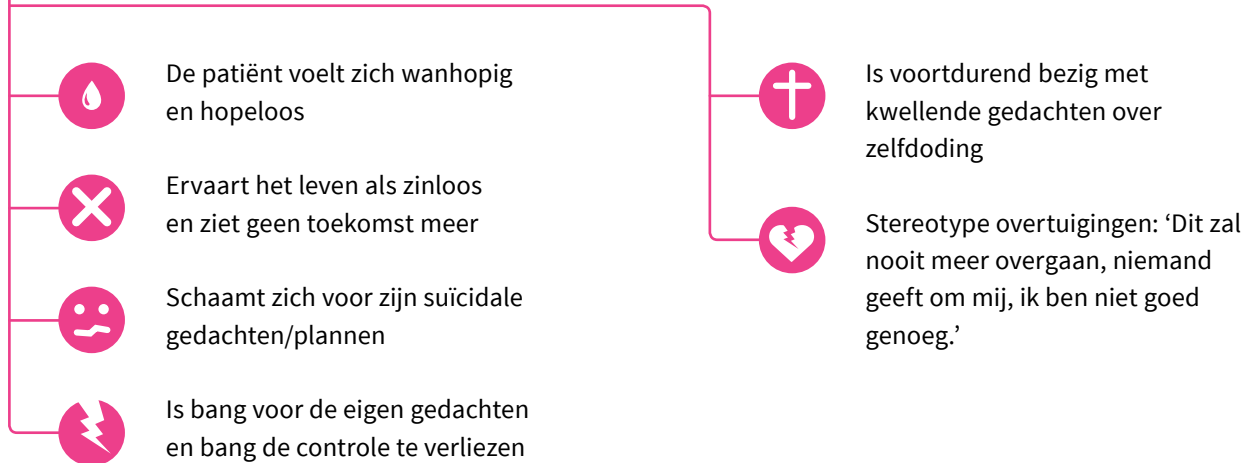 De patiënt voelt zich wanhopig
en hopeloos
Ervaart het leven als zinloos
en ziet geen toekomst meer
Schaamt zich voor zijn suïcidale
gedachten/plannen
Is bang voor de eigen gedachten
en bang de controle te verliezen
Is voortdurend bezig met
kwellende gedachten over
zelfdoding
Stereotype overtuigingen: ‘Dit zal
nooit meer overgaan, niemand
geeft om mij, ik ben niet goed
genoeg.’